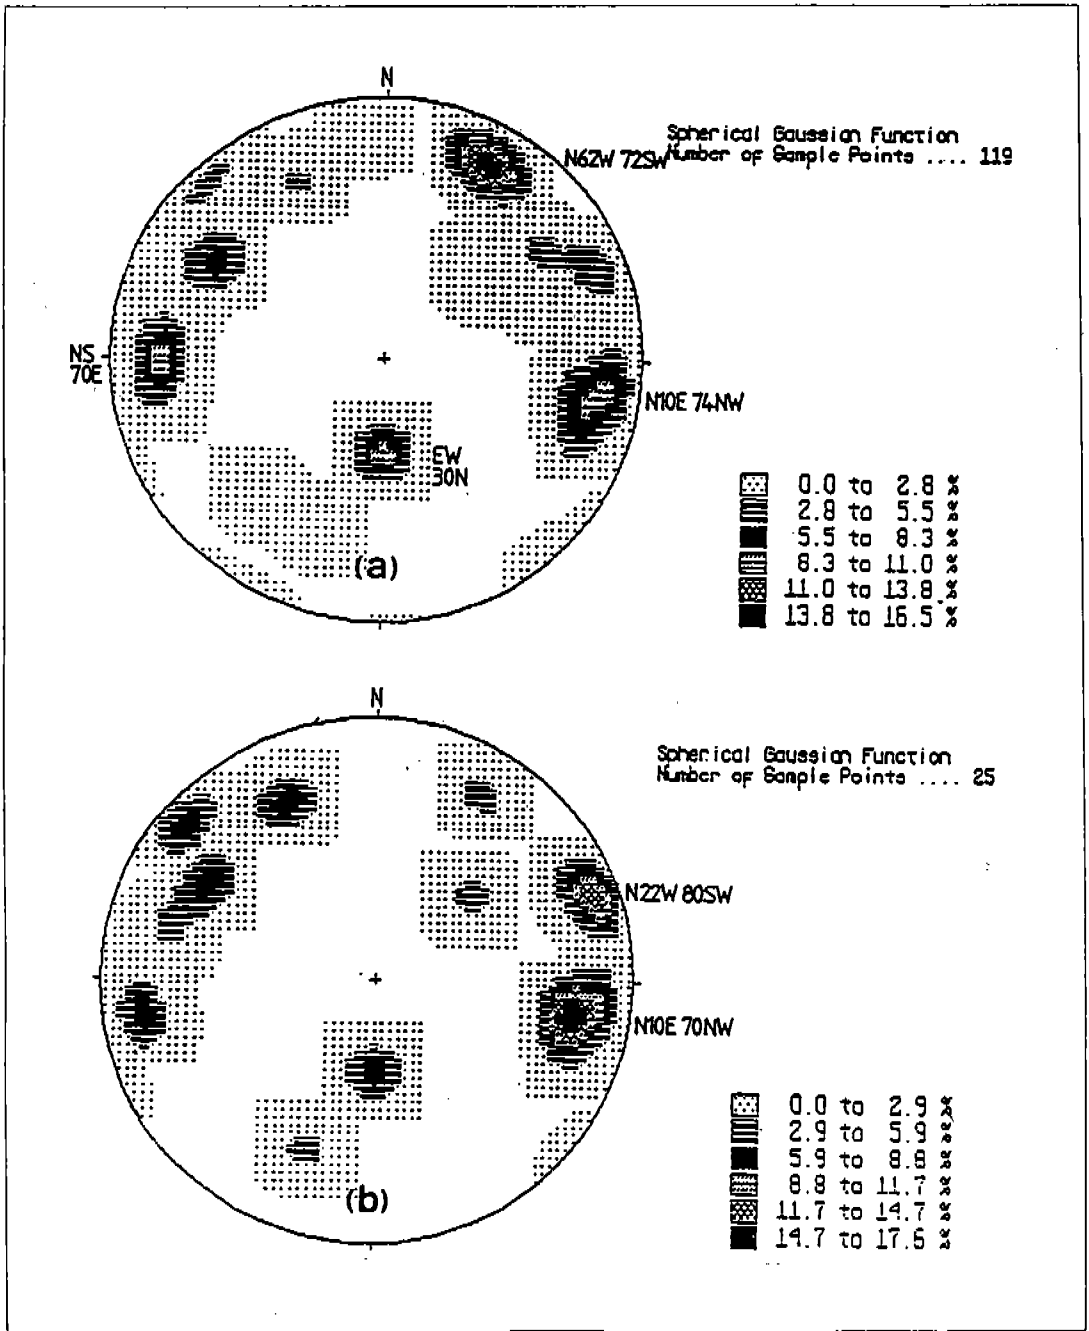 N
Spherical Gaussian Function
Number of Sample Points .... 119
N62W 72SW
NS
70E
N10E 74NW
EW
30N
(a)
0.0 to 2.8 %
2.8 to 5.5 %
5.5 to 8.3 %
8.3 to 11.0 %
11.0 to 13.8 %
13.8 to 16.5 %
N
Spherical Gaussian Function
Number of Sample Points .... 25
N22W 80SW
N10E 70NW
(b)
0.0 to 2.9 %
2.9 to 5.9 %
5.9 to 8.8 %
8.8 to 11.7 %
11.7 to 14.7 %
14.7 to 17.6 %